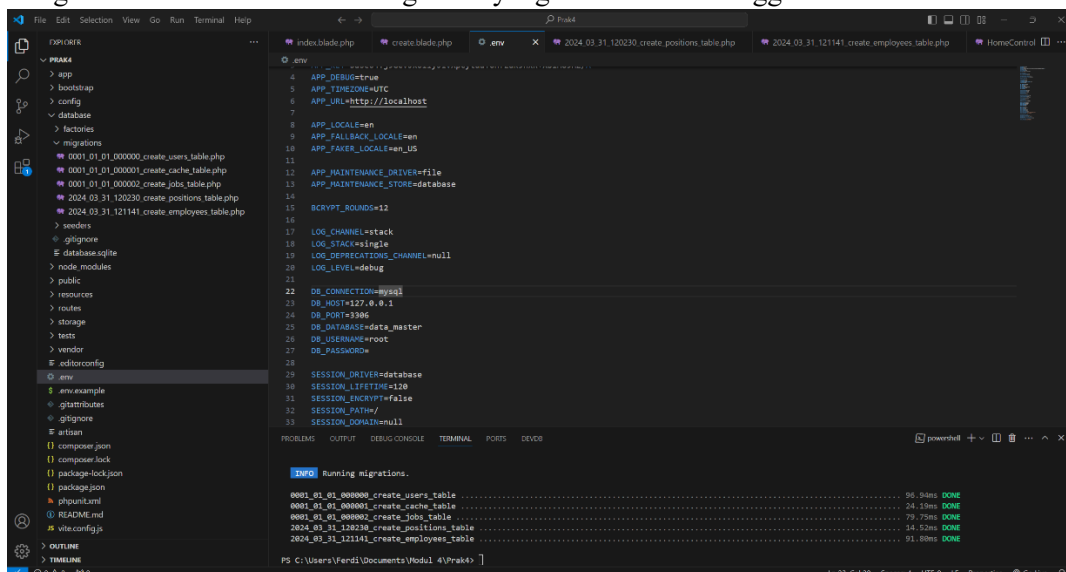 File Edit Selection View Go Run Terminal Help
Prak4
EXPLORER
index.blade.php
create.blade.php
.env
2024_03_31_120230_create_positions_table.php
2024_03_31_121141_create_employees_table.php
HomeControl
PRAK4
app
bootstrap
config
database
factories
migrations
0001_01_01_000000_create_users_table.php
0001_01_01_000001_create_cache_table.php
0001_01_01_000002_create_jobs_table.php
2024_03_31_120230_create_positions_table.php
2024_03_31_121141_create_employees_table.php
seeders
.gitignore
database.sqlite
node_modules
public
resources
routes
storage
tests
vendor
.editorconfig
.env
.env.example
.gitattributes
.gitignore
artisan
composer.json
composer.lock
package-lock.json
package.json
phpunit.xml
README.md
vite.config.js
OUTLINE
TIMELINE
.env
4 APP_DEBUG=true
5 APP_TIMEZONE=UTC
6 APP_URL=http://localhost
7
8 APP_LOCALE=en
9 APP_FALLBACK_LOCALE=en
10 APP_FAKER_LOCALE=en_US
11
12 APP_MAINTENANCE_DRIVER=file
13 APP_MAINTENANCE_STORE=database
14
15 BCRYPT_ROUNDS=12
16
17 LOG_CHANNEL=stack
18 LOG_STACK=single
19 LOG_DEPRECATIONS_CHANNEL=null
20 LOG_LEVEL=debug
21
22 DB_CONNECTION=mysql
23 DB_HOST=127.0.0.1
24 DB_PORT=3306
25 DB_DATABASE=data_master
26 DB_USERNAME=root
27 DB_PASSWORD=
28
29 SESSION_DRIVER=database
30 SESSION_LIFETIME=120
31 SESSION_ENCRYPT=false
32 SESSION_PATH=/
33 SESSION_DOMAIN=null
PROBLEMS OUTPUT DEBUG CONSOLE TERMINAL PORTS DEVDB
powershell
INFO Running migrations.
0001_01_01_000000_create_users_table 96.94ms DONE
0001_01_01_000001_create_cache_table 24.19ms DONE
0001_01_01_000002_create_jobs_table 79.75ms DONE
2024_03_31_120230_create_positions_table 14.52ms DONE
2024_03_31_121141_create_employees_table 91.80ms DONE
PS C:\Users\Ferdi\Documents\Modul 4\Prak4>